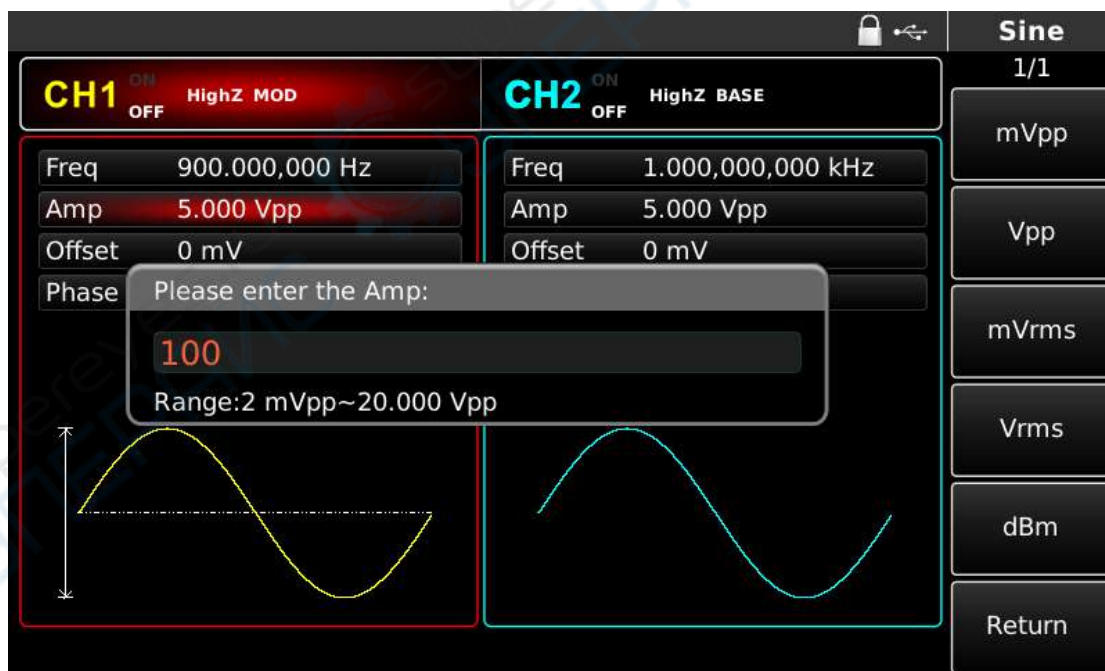 Sine
1/1
CH1 ON OFF HighZ MOD
CH2 ON OFF HighZ BASE
Freq 900.000,000 Hz
Amp 5.000 Vpp
Offset 0 mV
Phase
Freq 1.000,000,000 kHz
Amp 5.000 Vpp
Offset 0 mV
Please enter the Amp:
100
Range:2 mVpp~20.000 Vpp
mVpp
Vpp
mVrms
Vrms
dBm
Return